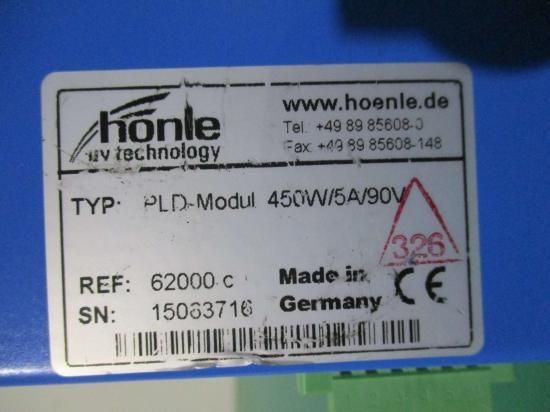 hönle
uv technology
www.hoenle.de
Tel.: +49 89 85608-0
Fax: +49 89 85608-148
TYP: PLD-Modul 450W/5A/90V
326
REF: 62000-c
SN: 15063716
Made in
Germany
CE